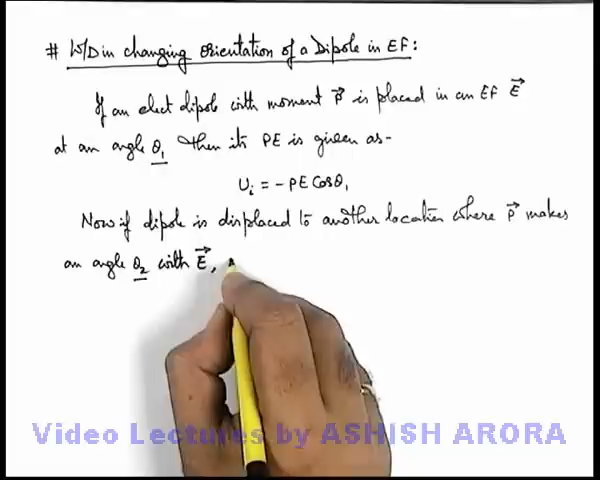 # W/D in changing orientation of a Dipole in EF :
If an elect dipole with moment P⃗ is placed in an EF E⃗
at an angle θ₁ then its PE is given as-
Uᵢ = - PE Cosθ₁
Now if dipole is displaced to another location where P⃗ makes
an angle θ₂ with E⃗,
Video Lectures by ASHISH ARORA